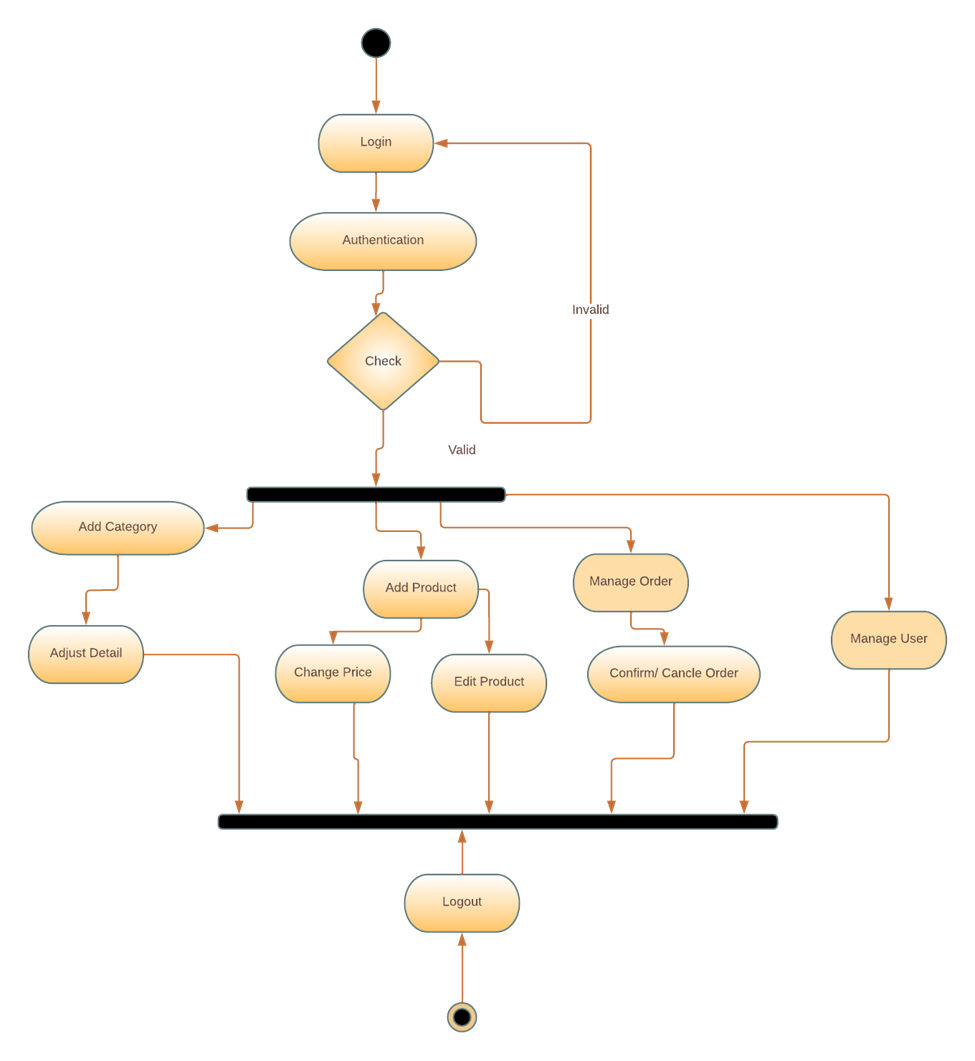 Login
Authentication
Invalid
Check
Valid
Add Category
Add Product
Manage Order
Manage User
Adjust Detail
Change Price
Edit Product
Confirm/ Cancle Order
Logout